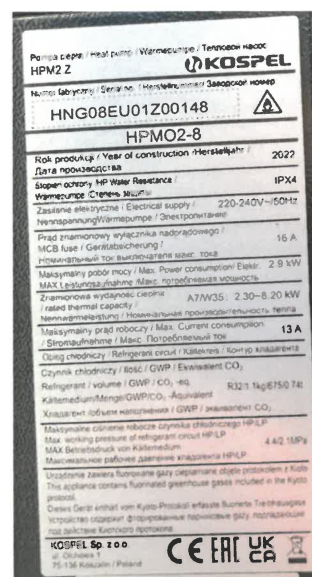 Pompa ciepła / Heat pump / Wärmepumpe / Тепловой насос
HPM2 Z
KOSPEL
Numer fabryczny / Serial no. / Herstellnummer / Заводской номер
HNG08EU01Z00148
HPMO2-8
Rok produkcji / Year of construction / Herstelljahr /
Дата производства
2022
Stopień ochrony / HP Water Resistance /
Wärmepumpe / Степень защиты
IPX4
Zasilanie elektryczne / Electrical supply /
Nennspannung Wärmepumpe / Электропитание
220-240V~/50Hz
Prąd znamionowy wyłącznika nadprądowego /
MCB fuse / Gerätabsicherung /
Номинальный ток выключателя макс. тока
16 A
Maksymalny pobór mocy / Max. Power consumption / Elektr.
MAX Leistungsaufnahme / Макс. потребляемая мощность
2.9 kW
Znamionowa wydajność cieplna
/ rated thermal capacity /
Nennwärmeleistung / Номинальная производительность тепла
A7/W35: 2.30–8.20 kW
Maksymalny prąd roboczy / Max. Current consumption
/ Stromaufnahme / Макс. Потребляемый ток
13 A
Obieg chłodniczy / Refrigerant circuit / Kältekreis / Контур хладагента
Czynnik chłodniczy / Ilość / GWP / Ekwiwalent CO₂
Refrigerant / volume / GWP / CO₂ -eq.
Kältemedium/Menge/GWP/CO₂ -Äquivalent
Хладагент /объем наполнения / GWP / эквивалент CO₂
R32/1.1kg/675/0.74t
Maksymalne ciśnienie robocze czynnika chłodniczego HP/LP
Max. working pressure of refrigerant circuit HP/LP
MAX Betriebsdruck von Kältemedium
Максимальное рабочее давление хладагента HP/LP
4.4/2.1MPa
Urządzenie zawiera fluorowane gazy cieplarniane objęte protokołem z Kioto
This appliance contains fluorinated greenhouse gases included in the Kyoto
protocol.
Dieses Gerät enthält vom Kyoto-Protokoll erfasste fluorierte Treibhausgase
Устройство содержит фторированные парниковые газы, подпадающие
под действие Киотского протокола.
KOSPEL Sp. z o.o.
ul. Olchowa 1
75-136 Koszalin / Poland
CE EAC UK
CA